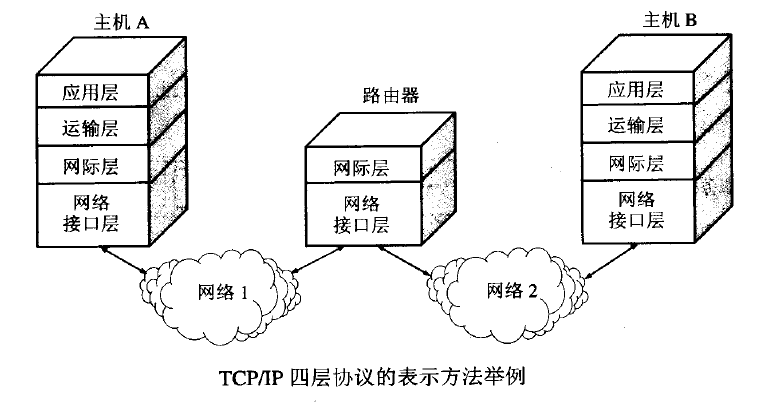 主机 A
应用层
运输层
网际层
网络
接口层
路由器
网际层
网络
接口层
主机 B
应用层
运输层
网际层
网络
接口层
网络 1
网络 2
TCP/IP 四层协议的表示方法举例